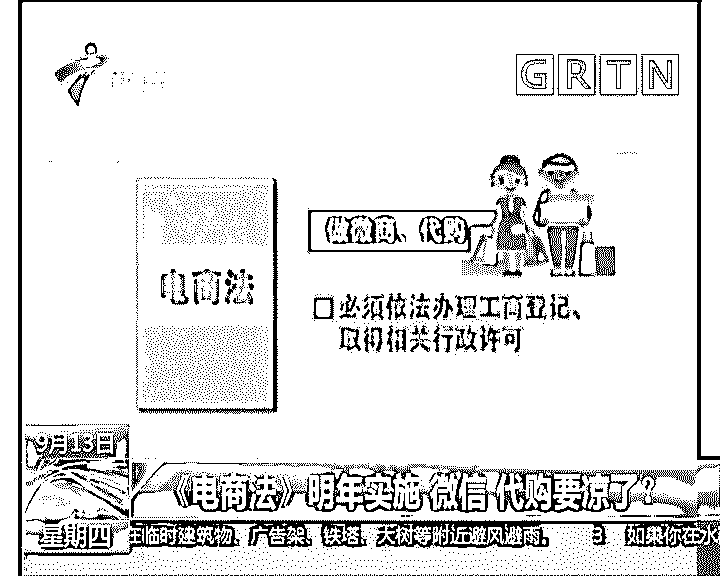 GRTN
做微商、代购
电商法
□必须依法办理工商登记、
取得相关行政许可
9月13日
《电商法》明年实施 微信代购要凉了？
星期四
在临时建筑物、广告架、铁塔、大树等附近避风避雨。 3 如果你在水